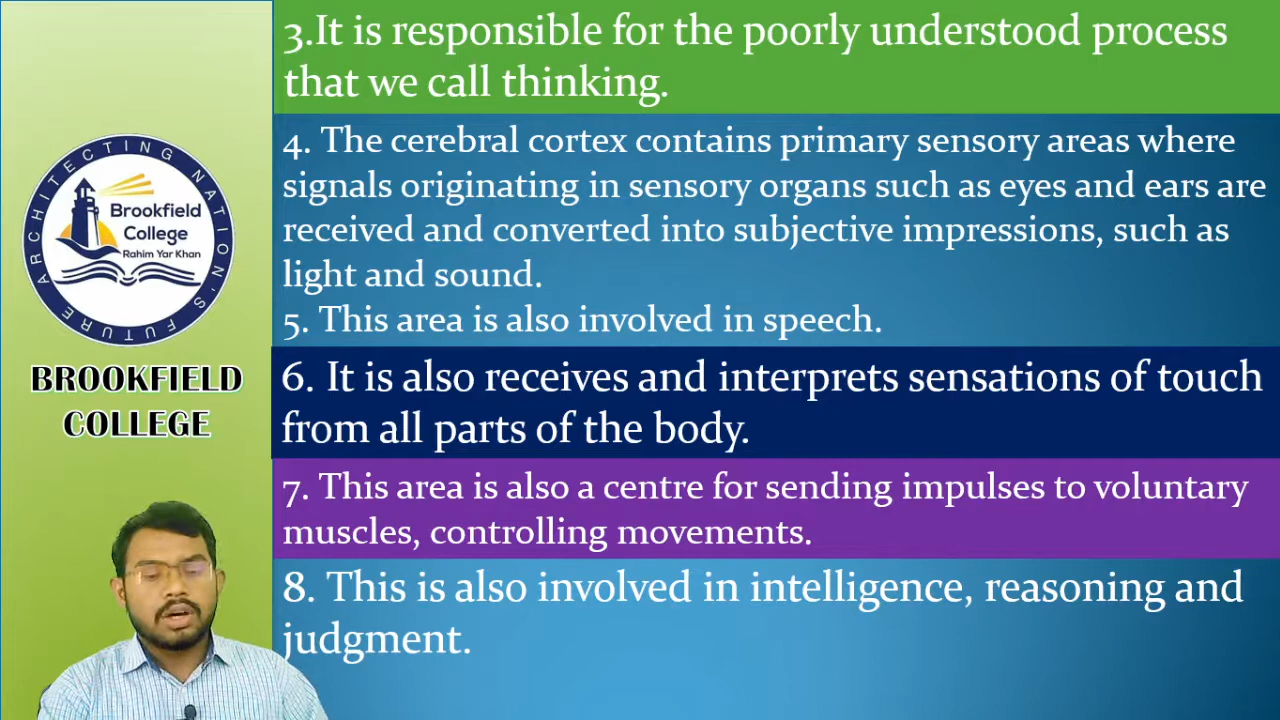 ARCHITECTING NATION'S FUTURE
Brookfield
College
Rahim Yar Khan
BROOKFIELD
COLLEGE
3.It is responsible for the poorly understood process
that we call thinking.
4. The cerebral cortex contains primary sensory areas where
signals originating in sensory organs such as eyes and ears are
received and converted into subjective impressions, such as
light and sound.
5. This area is also involved in speech.
6. It is also receives and interprets sensations of touch
from all parts of the body.
7. This area is also a centre for sending impulses to voluntary
muscles, controlling movements.
8. This is also involved in intelligence, reasoning and
judgment.